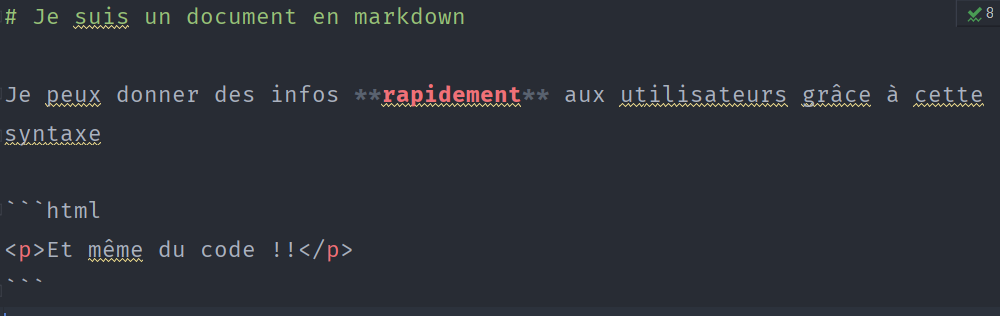 # Je suis un document en markdown
8
Je peux donner des infos **rapidement** aux utilisateurs grâce à cette
syntaxe
```html
<p>Et même du code !!</p>
```